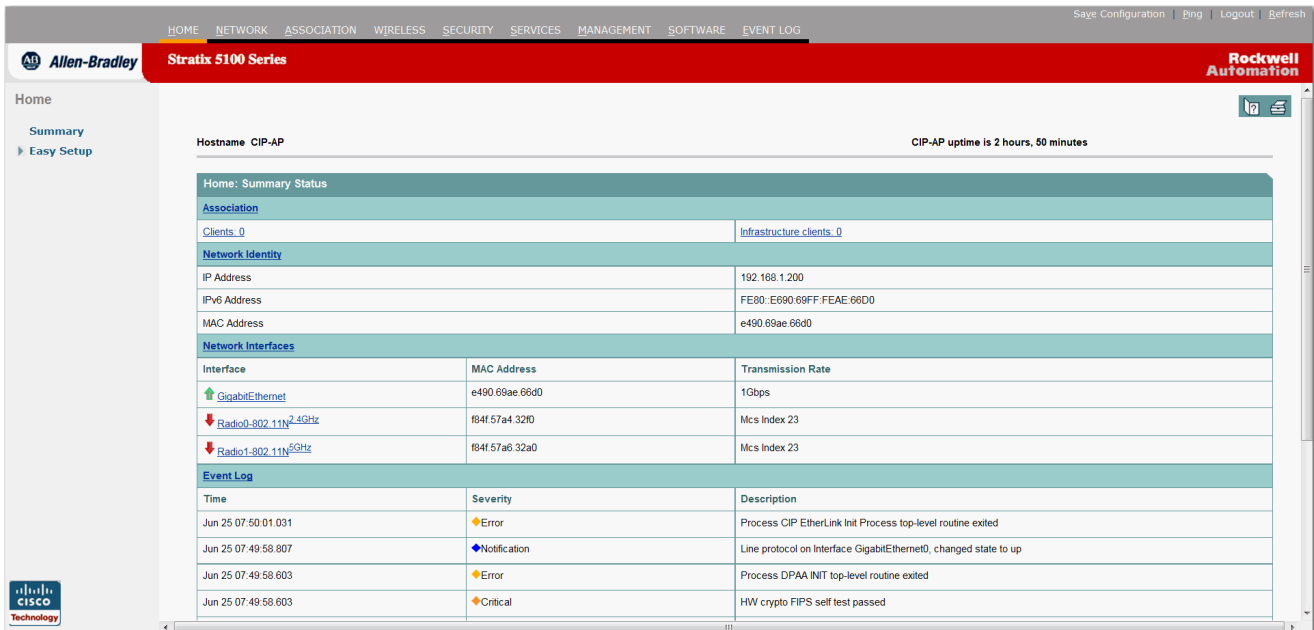 Save Configuration | Ping | Logout | Refresh
HOME NETWORK ASSOCIATION WIRELESS SECURITY SERVICES MANAGEMENT SOFTWARE EVENT LOG
AB Allen-Bradley
Stratix 5100 Series
Rockwell
Automation
Home
Summary
Easy Setup
Hostname CIP-AP
CIP-AP uptime is 2 hours, 50 minutes
Home: Summary Status
Association
Clients: 0 Infrastructure clients: 0
Network Identity
IP Address 192.168.1.200
IPv6 Address FE80::E690:69FF:FEAE:66D0
MAC Address e490.69ae.66d0
Network Interfaces
Interface MAC Address Transmission Rate
GigabitEthernet e490.69ae.66d0 1Gbps
Radio0-802.11N2.4GHz f84f.57a4.32f0 Mcs Index 23
Radio1-802.11N5GHz f84f.57a6.32a0 Mcs Index 23
Event Log
Time Severity Description
Jun 25 07:50:01.031 Error Process CIP EtherLink Init Process top-level routine exited
Jun 25 07:49:58.807 Notification Line protocol on Interface GigabitEthernet0, changed state to up
Jun 25 07:49:58.603 Error Process DPAA INIT top-level routine exited
Jun 25 07:49:58.603 Critical HW crypto FIPS self test passed
CISCO
Technology